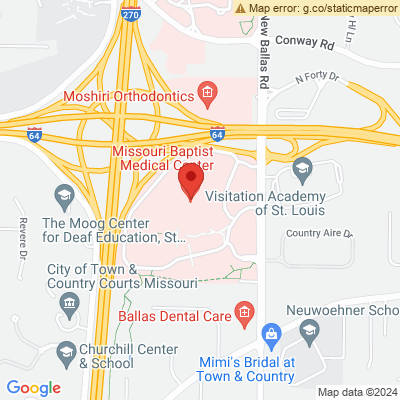 Map error: g.co/staticmaperror
270
Conway Rd
New Ballas Rd
N Forty Dr
Moshiri Orthodontics
64
64
Missouri Baptist
Medical Center
Visitation Academy
of St. Louis
The Moog Center
for Deaf Education, St...
Revere Dr
Country Aire Dr
City of Town &
Country Courts Missouri
Ballas Dental Care
Neuwoehner Scho
Churchill Center
& School
Mimi's Bridal at
Town & Country
Google
Map data ©2024